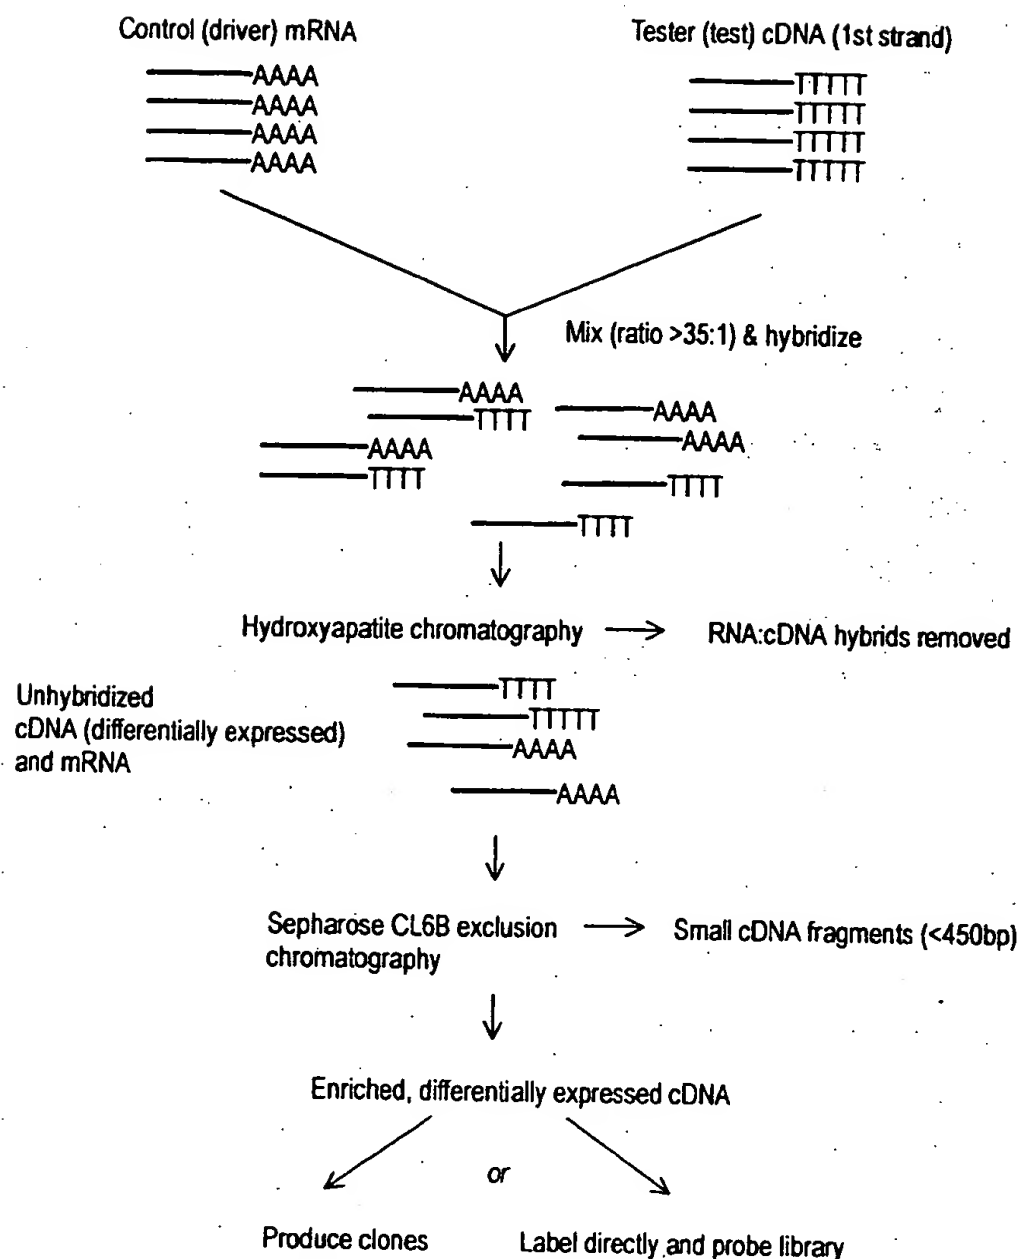 Control (driver) mRNA
Tester (test) cDNA (1st strand)
AAAA
AAAA
AAAA
AAAA
TTTTT
TTTTT
TTTTT
TTTTT
Mix (ratio >35:1) & hybridize
AAAA
TTTT
AAAA
AAAA
AAAA
TTTT
TTTT
TTTT
Hydroxyapatite chromatography
RNA:cDNA hybrids removed
Unhybridized
cDNA (differentially expressed)
and mRNA
TTTT
TTTTT
AAAA
AAAA
Sepharose CL6B exclusion
chromatography
Small cDNA fragments (<450bp)
Enriched, differentially expressed cDNA
or
Produce clones
Label directly and probe library